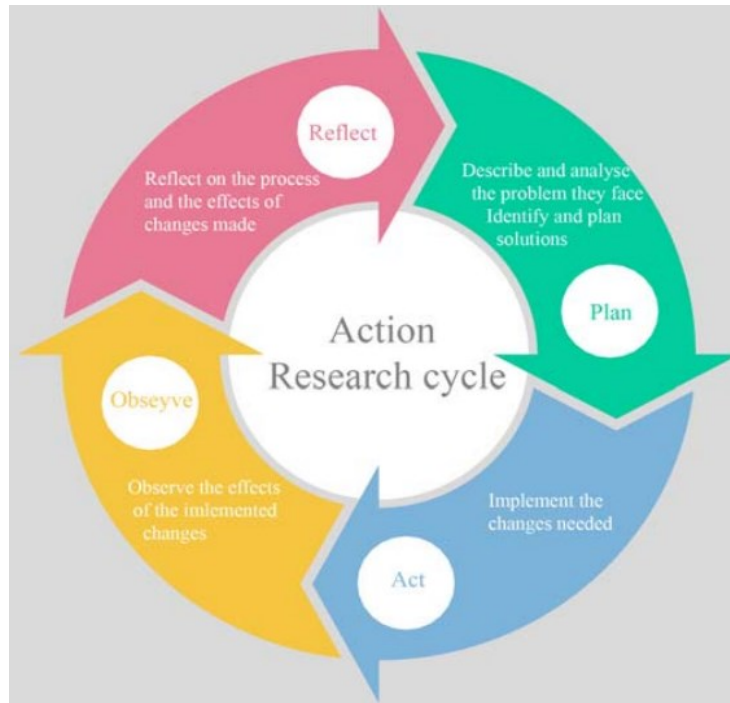 Reflect
Reflect on the process
and the effects of
changes made
Describe and analyse
the problem they face
Identify and plan
solutions
Plan
Action
Research cycle
Obseyve
Observe the effects
of the imlemented
changes
Implement the
changes needed
Act